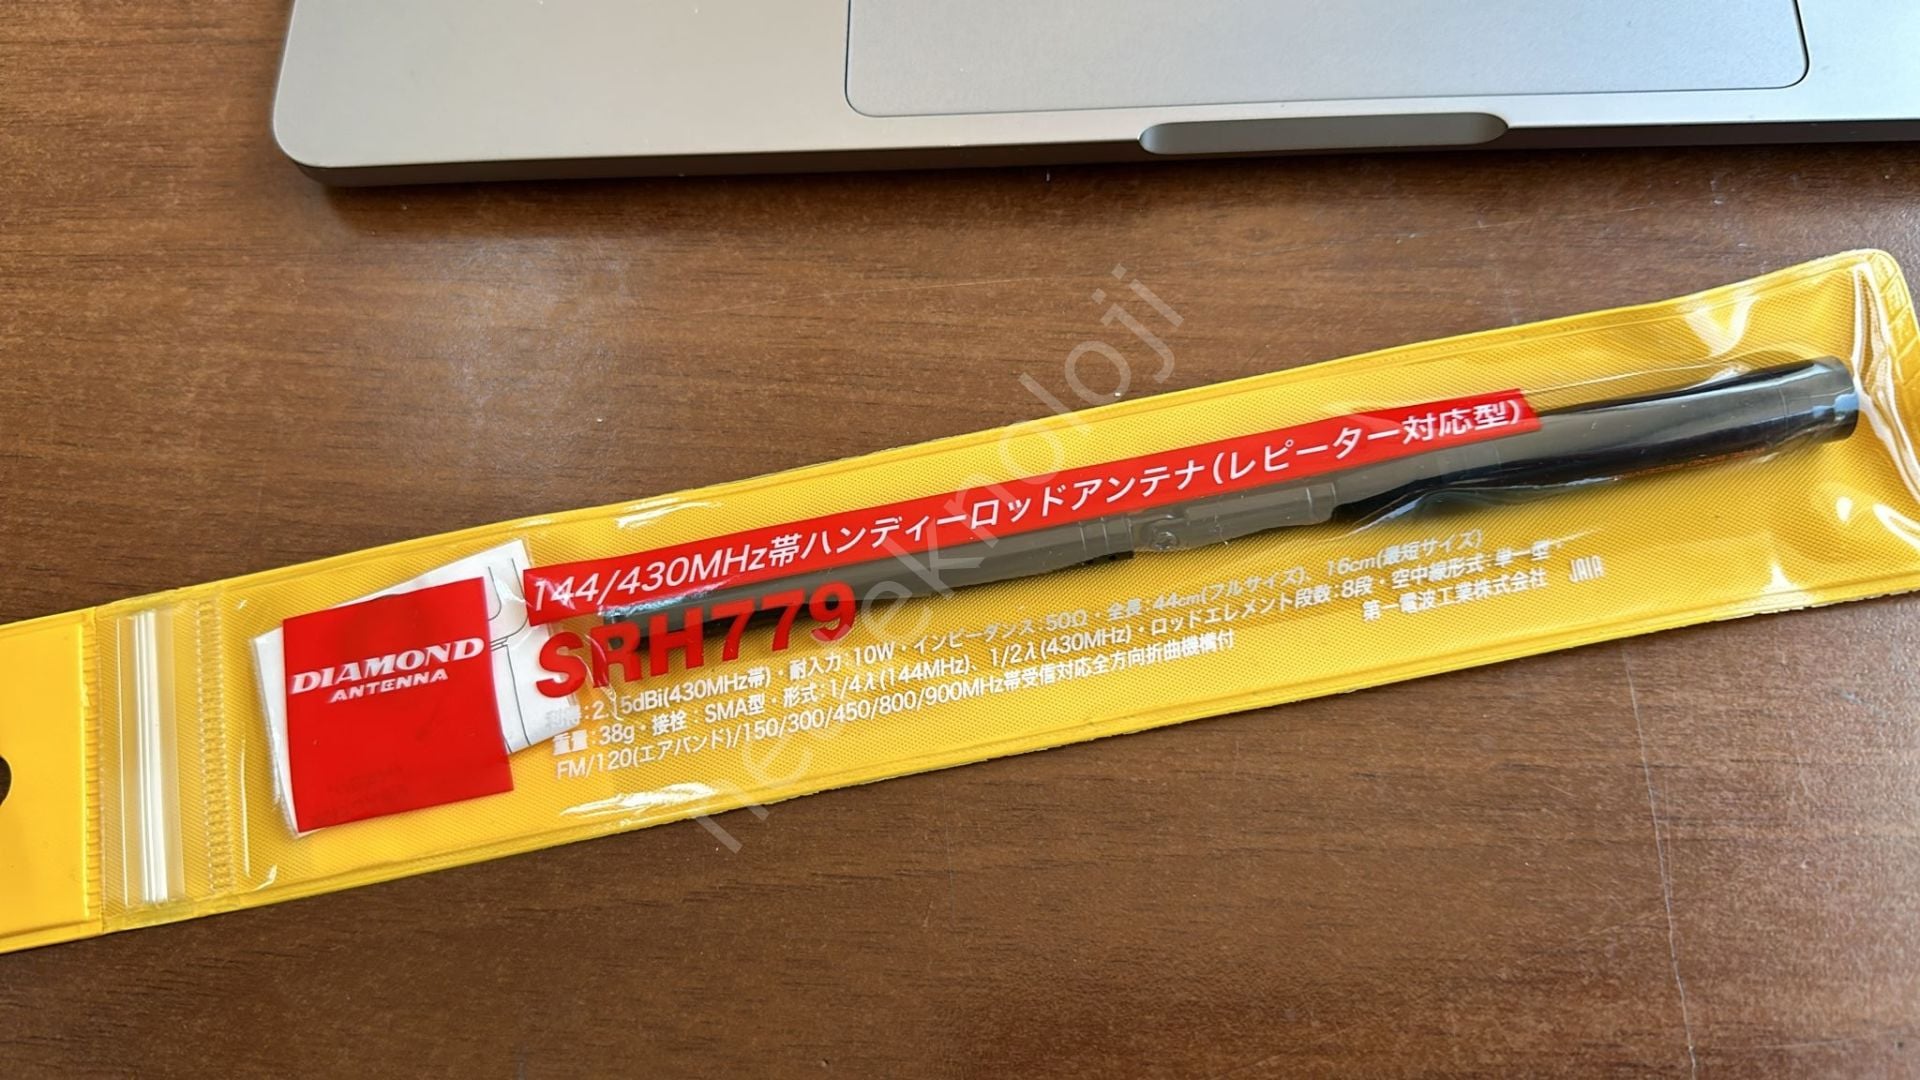 DIAMOND
ANTENNA
144/430MHz帯ハンディーロッドアンテナ(レピーター対応型)
SRH779
利得:2.15dBi(430MHz帯)・耐入力:10W・インピーダンス:50Ω・全長:44cm(フルサイズ)、16cm(最短サイズ)
重量:38g・接栓:SMA型・形式:1/4λ(144MHz)、1/2λ(430MHz)・ロッドエレメント段数:8段・空中線形式:単一型・
FM/120(エアバンド)/150/300/450/800/900MHz帯受信対応全方向折曲機構付
第一電波工業株式会社 JAIA